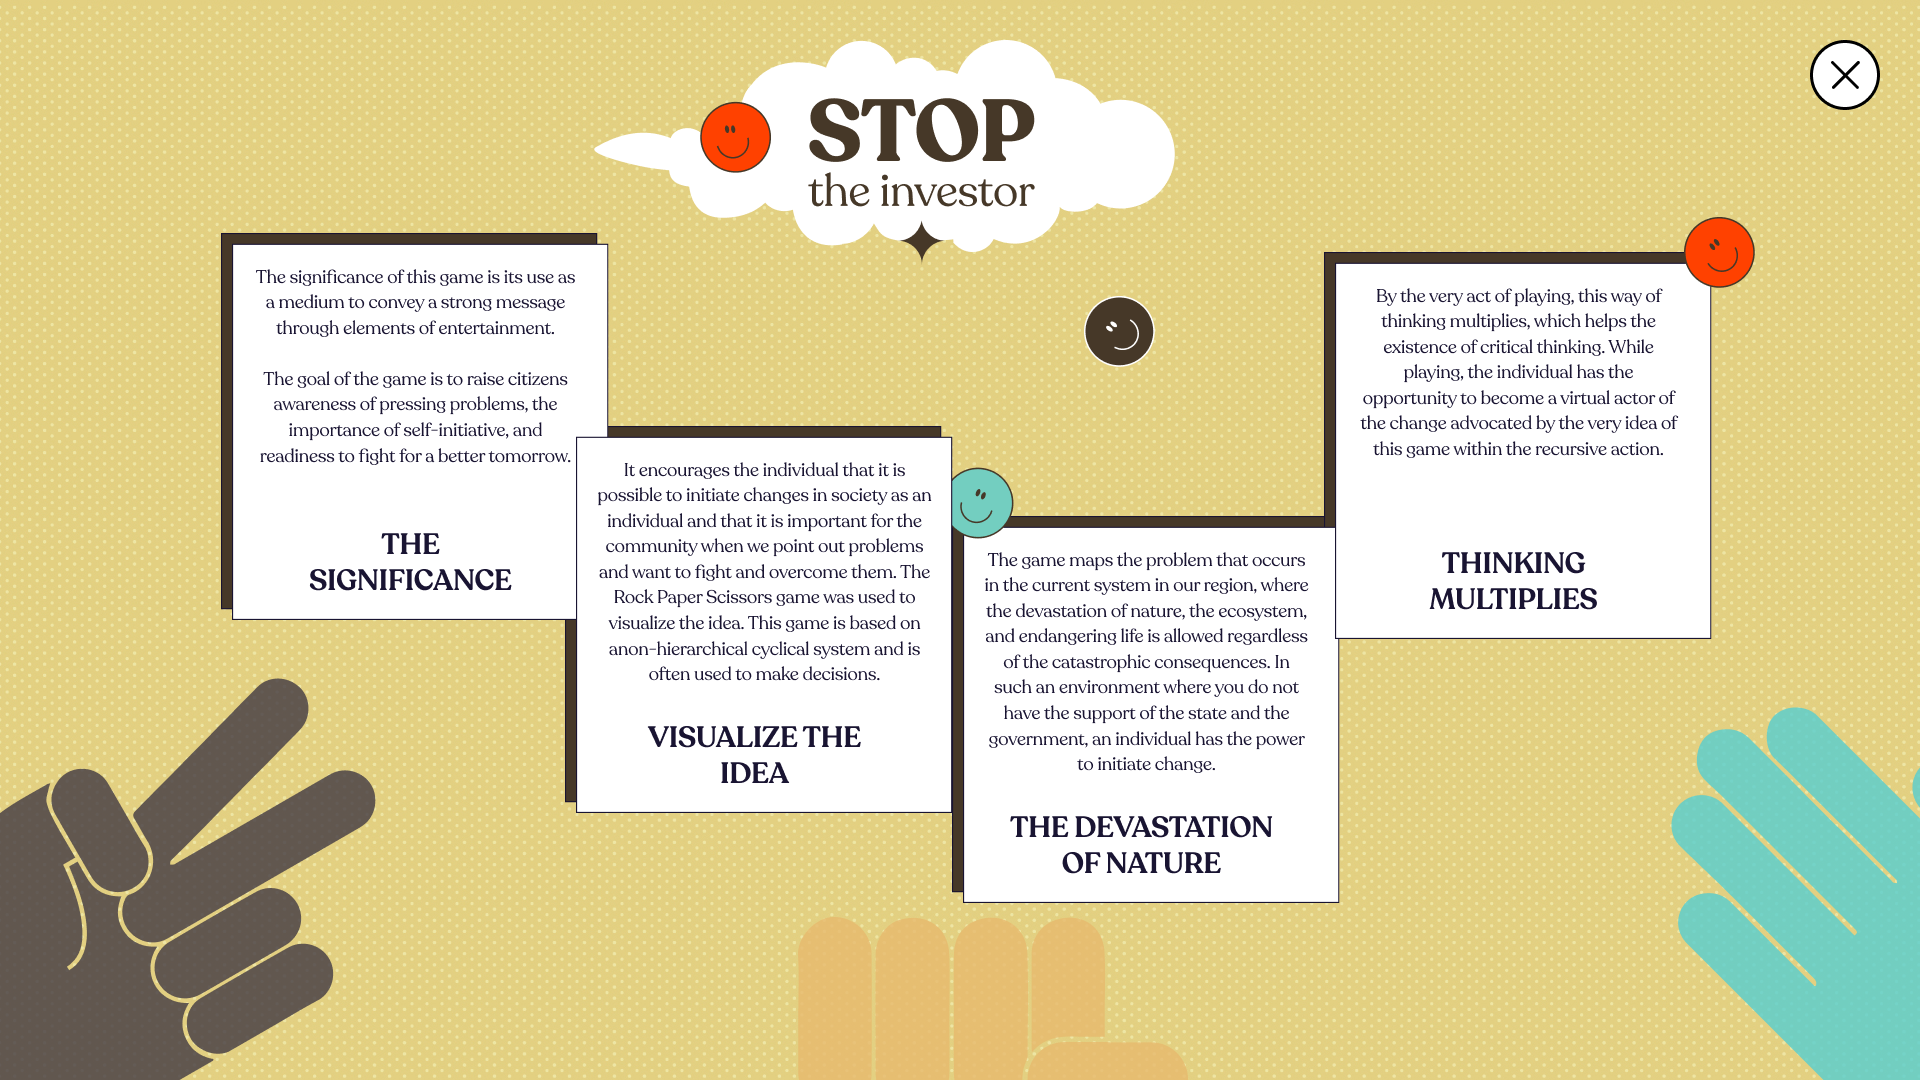 STOP
the investor
The significance of this game is its use as
a medium to convey a strong message
through elements of entertainment.
The goal of the game is to raise citizens
awareness of pressing problems, the
importance of self-initiative, and
readiness to fight for a better tomorrow.
THE
SIGNIFICANCE
It encourages the individual that it is
possible to initiate changes in society as an
individual and that it is important for the
community when we point out problems
and want to fight and overcome them. The
Rock Paper Scissors game was used to
visualize the idea. This game is based on
anon-hierarchical cyclical system and is
often used to make decisions.
VISUALIZE THE
IDEA
The game maps the problem that occurs
in the current system in our region, where
the devastation of nature, the ecosystem,
and endangering life is allowed regardless
of the catastrophic consequences. In
such an environment where you do not
have the support of the state and the
government, an individual has the power
to initiate change.
THE DEVASTATION
OF NATURE
By the very act of playing, this way of
thinking multiplies, which helps the
existence of critical thinking. While
playing, the individual has the
opportunity to become a virtual actor of
the change advocated by the very idea of
this game within the recursive action.
THINKING
MULTIPLIES